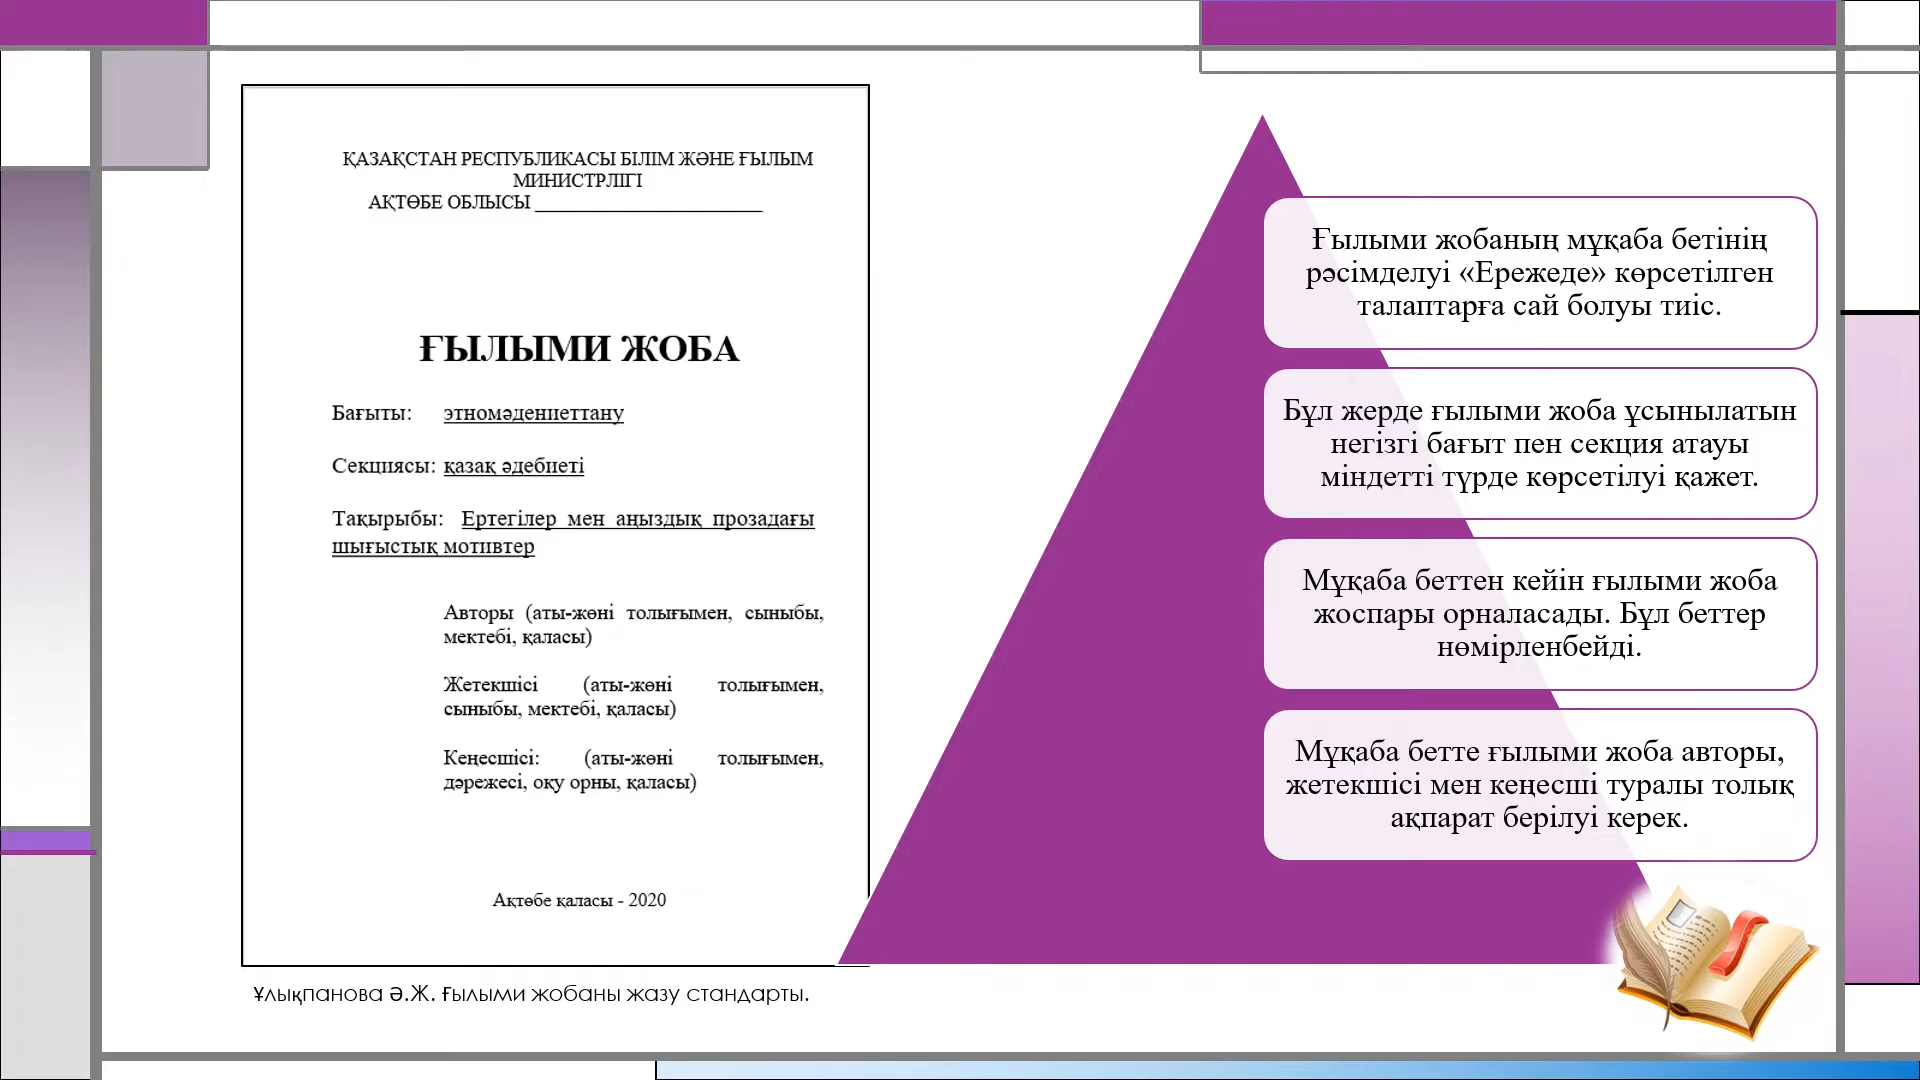 ҚАЗАҚСТАН РЕСПУБЛИКАСЫ БІЛІМ ЖӘНЕ ҒЫЛЫМ
МИНИСТРЛІГІ
АҚТӨБЕ ОБЛЫСЫ ________________________
ҒЫЛЫМИ ЖОБА
Бағыты: этномәдениеттану
Секциясы: қазақ әдебиеті
Тақырыбы: Ертегілер мен аңыздық прозадағы
шығыстық мотивтер
Авторы (аты-жөні толығымен, сыныбы,
мектебі, қаласы)
Жетекшісі (аты-жөні толығымен,
сыныбы, мектебі, қаласы)
Кеңесшісі: (аты-жөні толығымен,
дәрежесі, оқу орны, қаласы)
Ақтөбе қаласы - 2020
Ұлықпанова Ә.Ж. Ғылыми жобаны жазу стандарты.
Ғылыми жобаның мұқаба бетінің
рәсімделуі «Ережеде» көрсетілген
талаптарға сай болуы тиіс.
Бұл жерде ғылыми жоба ұсынылатын
негізгі бағыт пен секция атауы
міндетті түрде көрсетілуі қажет.
Мұқаба беттен кейін ғылыми жоба
жоспары орналасады. Бұл беттер
нөмірленбейді.
Мұқаба бетте ғылыми жоба авторы,
жетекшісі мен кеңесші туралы толық
ақпарат берілуі керек.